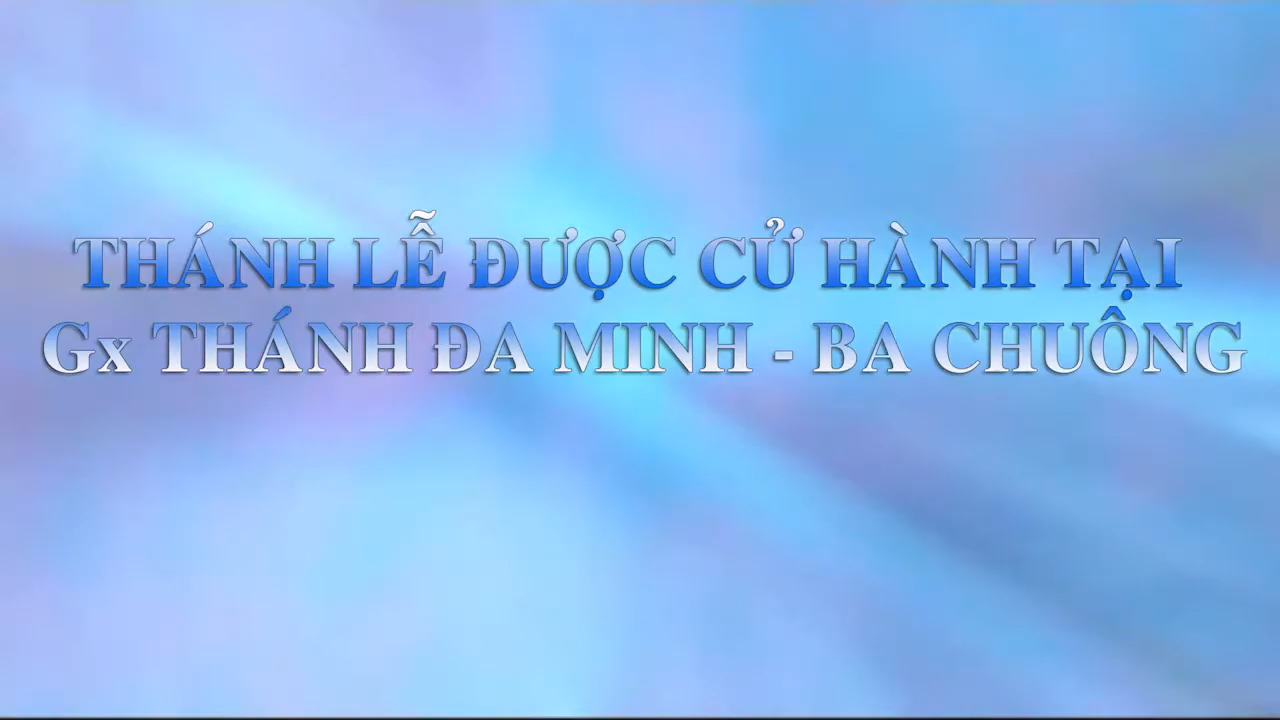 THÁNH LỄ ĐƯỢC CỬ HÀNH TẠI
Gx THÁNH ĐA MINH - BA CHUÔNG